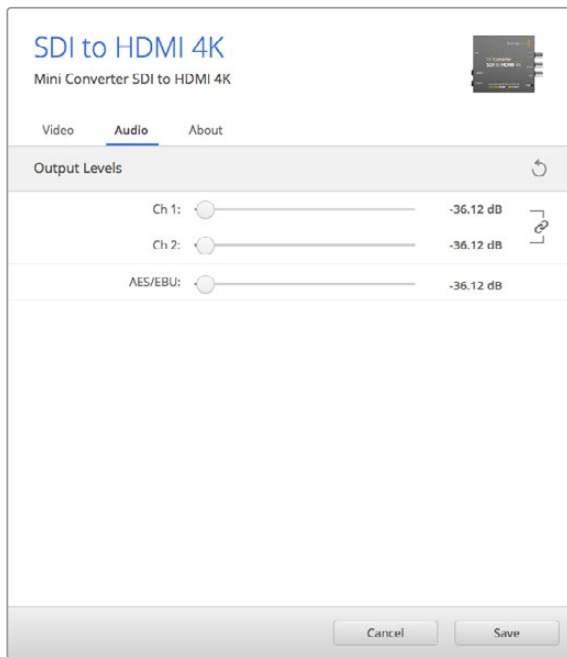 SDI to HDMI 4K
Mini Converter SDI to HDMI 4K
Video Audio About
Output Levels
Ch 1: -36.12 dB
Ch 2: -36.12 dB
AES/EBU: -36.12 dB
Cancel Save